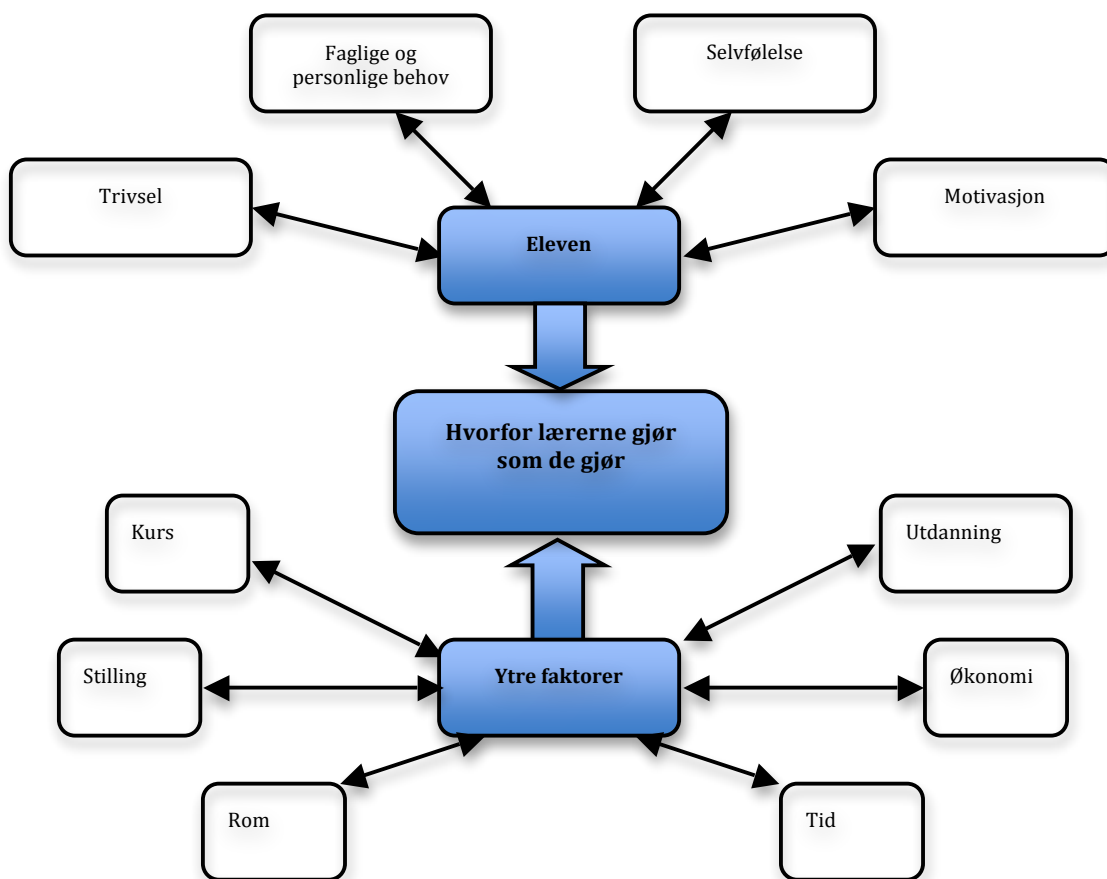 Faglige og
personlige behov
Selvfølelse
Trivsel
Motivasjon
Eleven
Hvorfor lærerne gjør
som de gjør
Kurs
Utdanning
Stilling
Ytre faktorer
Økonomi
Rom
Tid